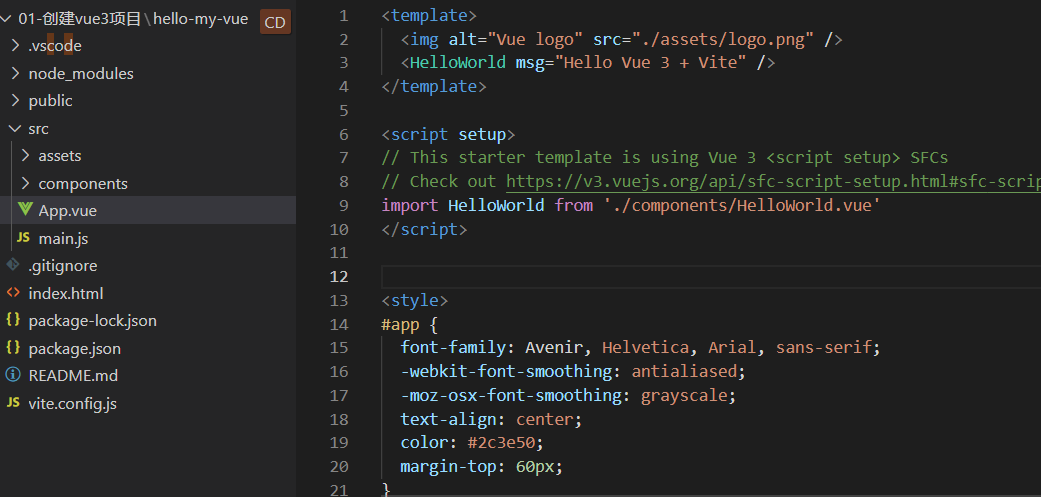 01-创建vue3项目\hello-my-vue CD
.vscode
node_modules
public
src
assets
components
App.vue
JS main.js
.gitignore
<> index.html
{} package-lock.json
{} package.json
README.md
JS vite.config.js
1 <template>
2 <img alt="Vue logo" src="./assets/logo.png" />
3 <HelloWorld msg="Hello Vue 3 + Vite" />
4 </template>
5
6 <script setup>
7 // This starter template is using Vue 3 <script setup> SFCs
8 // Check out https://v3.vuejs.org/api/sfc-script-setup.html#sfc-scrip
9 import HelloWorld from './components/HelloWorld.vue'
10 </script>
11
12
13 <style>
14 #app {
15 font-family: Avenir, Helvetica, Arial, sans-serif;
16 -webkit-font-smoothing: antialiased;
17 -moz-osx-font-smoothing: grayscale;
18 text-align: center;
19 color: #2c3e50;
20 margin-top: 60px;
21 }